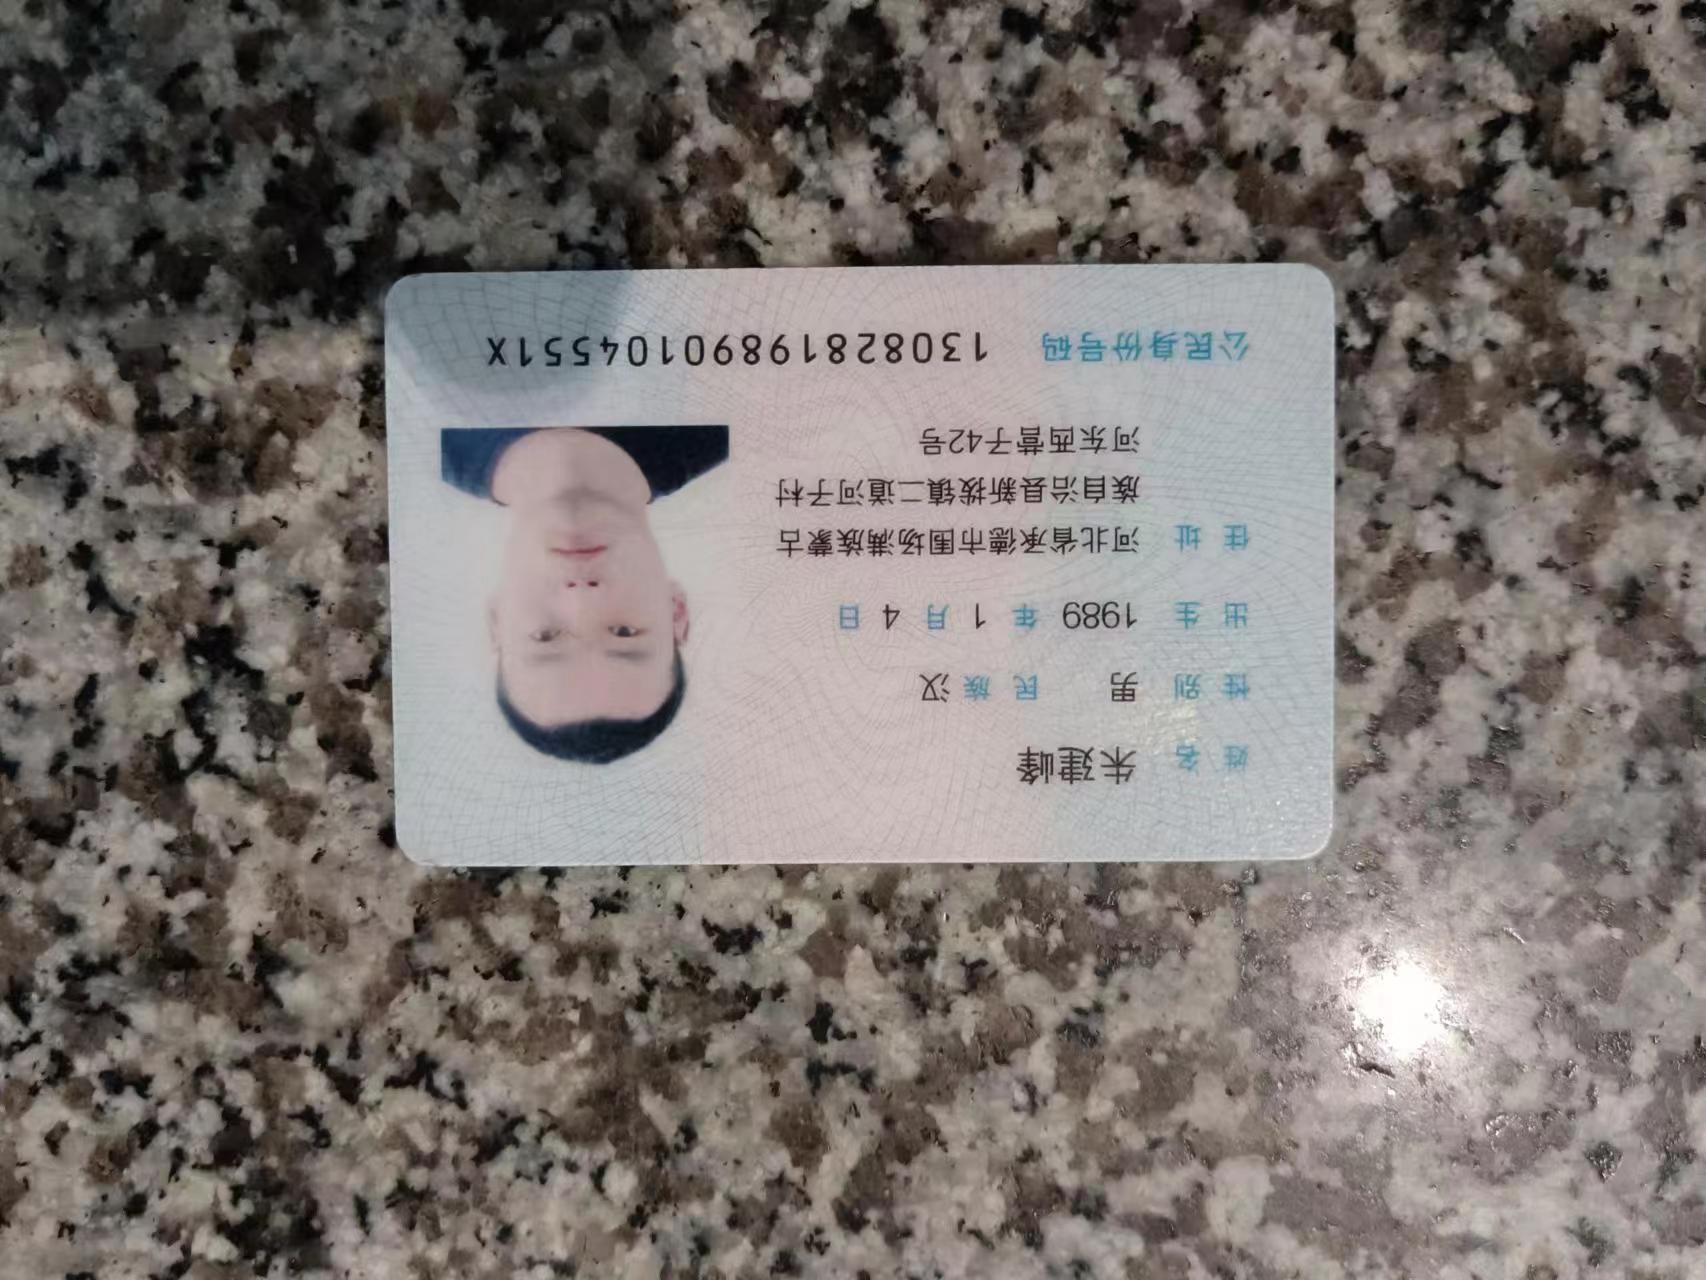 姓名 朱建峰
性别 男 民族 汉
出生 1989 年 1 月 4 日
住址 河北省承德市围场满族蒙古
族自治县新拨镇二道河子村
河东西营子42号
公民身份号码 13082819890104551X